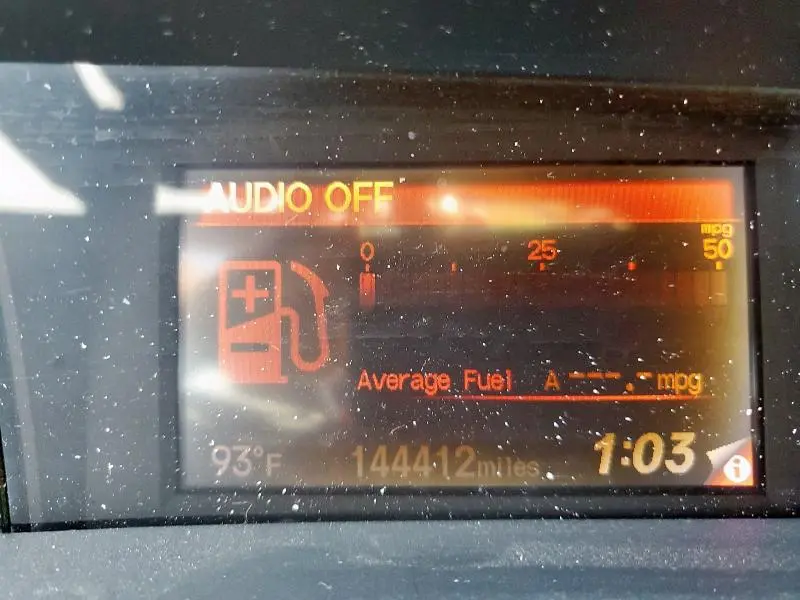 AUDIO OFF
mpg
0 25 50
Average Fuel A ---.- mpg
93°F 144412 miles 1:03 i